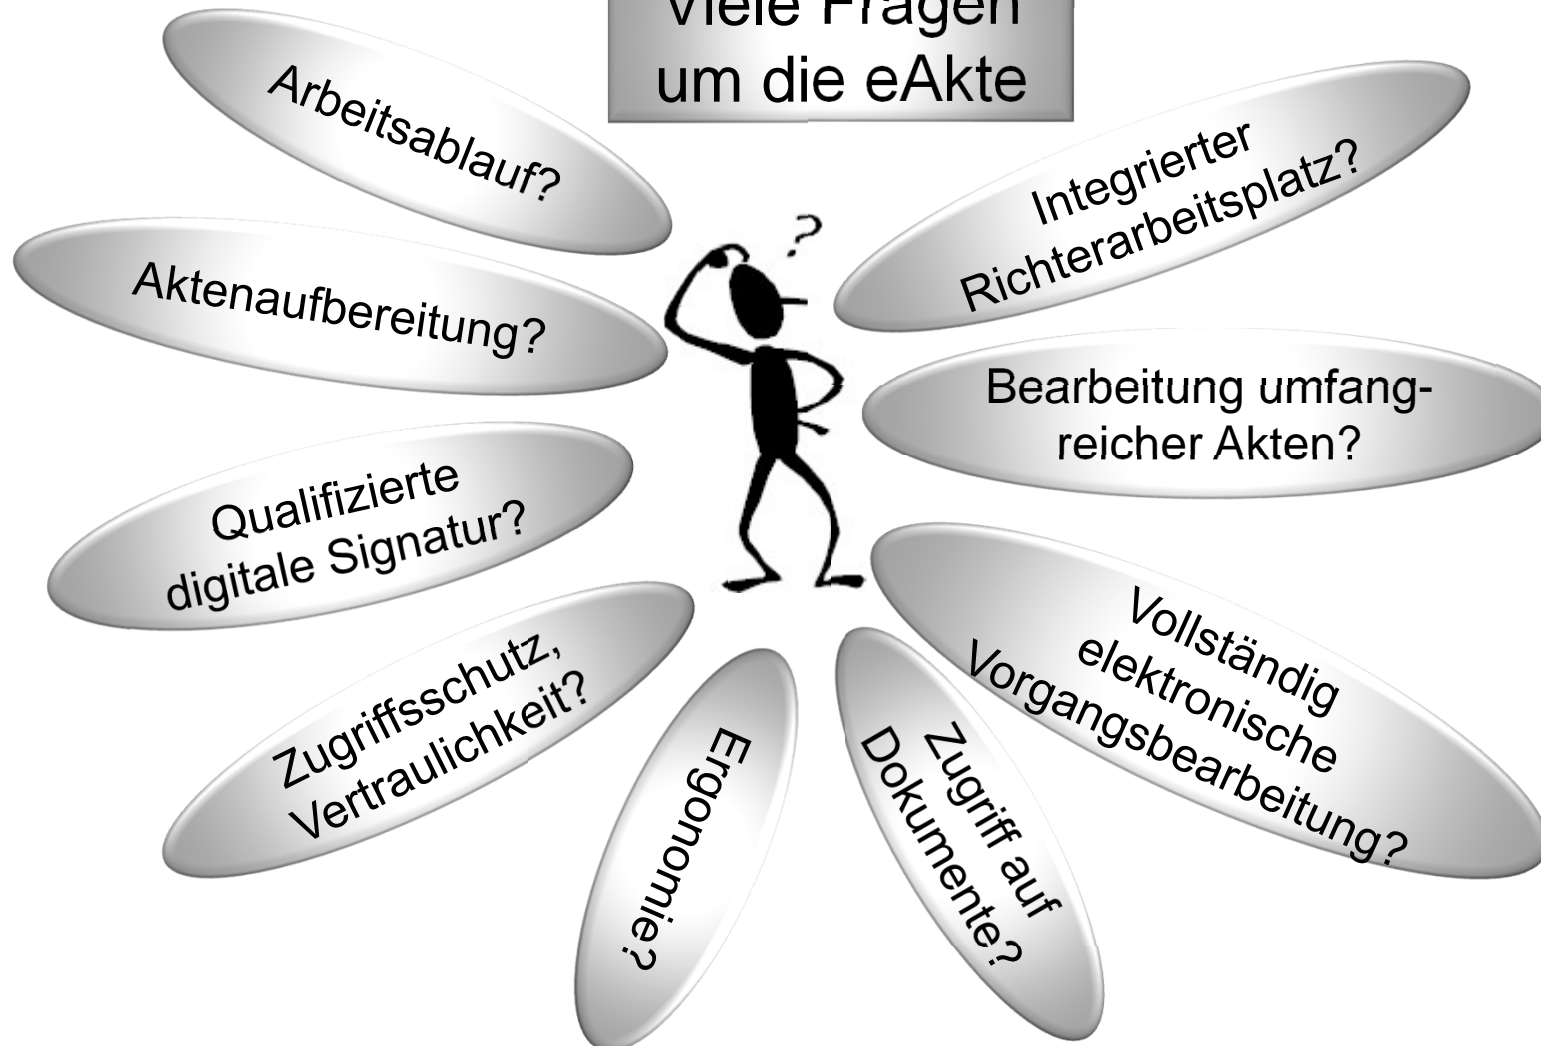 Viele Fragen
um die eAkte
Arbeitsablauf?
Aktenaufbereitung?
Qualifizierte
digitale Signatur?
Zugriffsschutz,
Vertraulichkeit?
Ergonomie?
Zugriff auf
Dokumente?
Vollständig
elektronische
Vorgangsbearbeitung?
Bearbeitung umfang-
reicher Akten?
Integrierter
Richterarbeitsplatz?
?